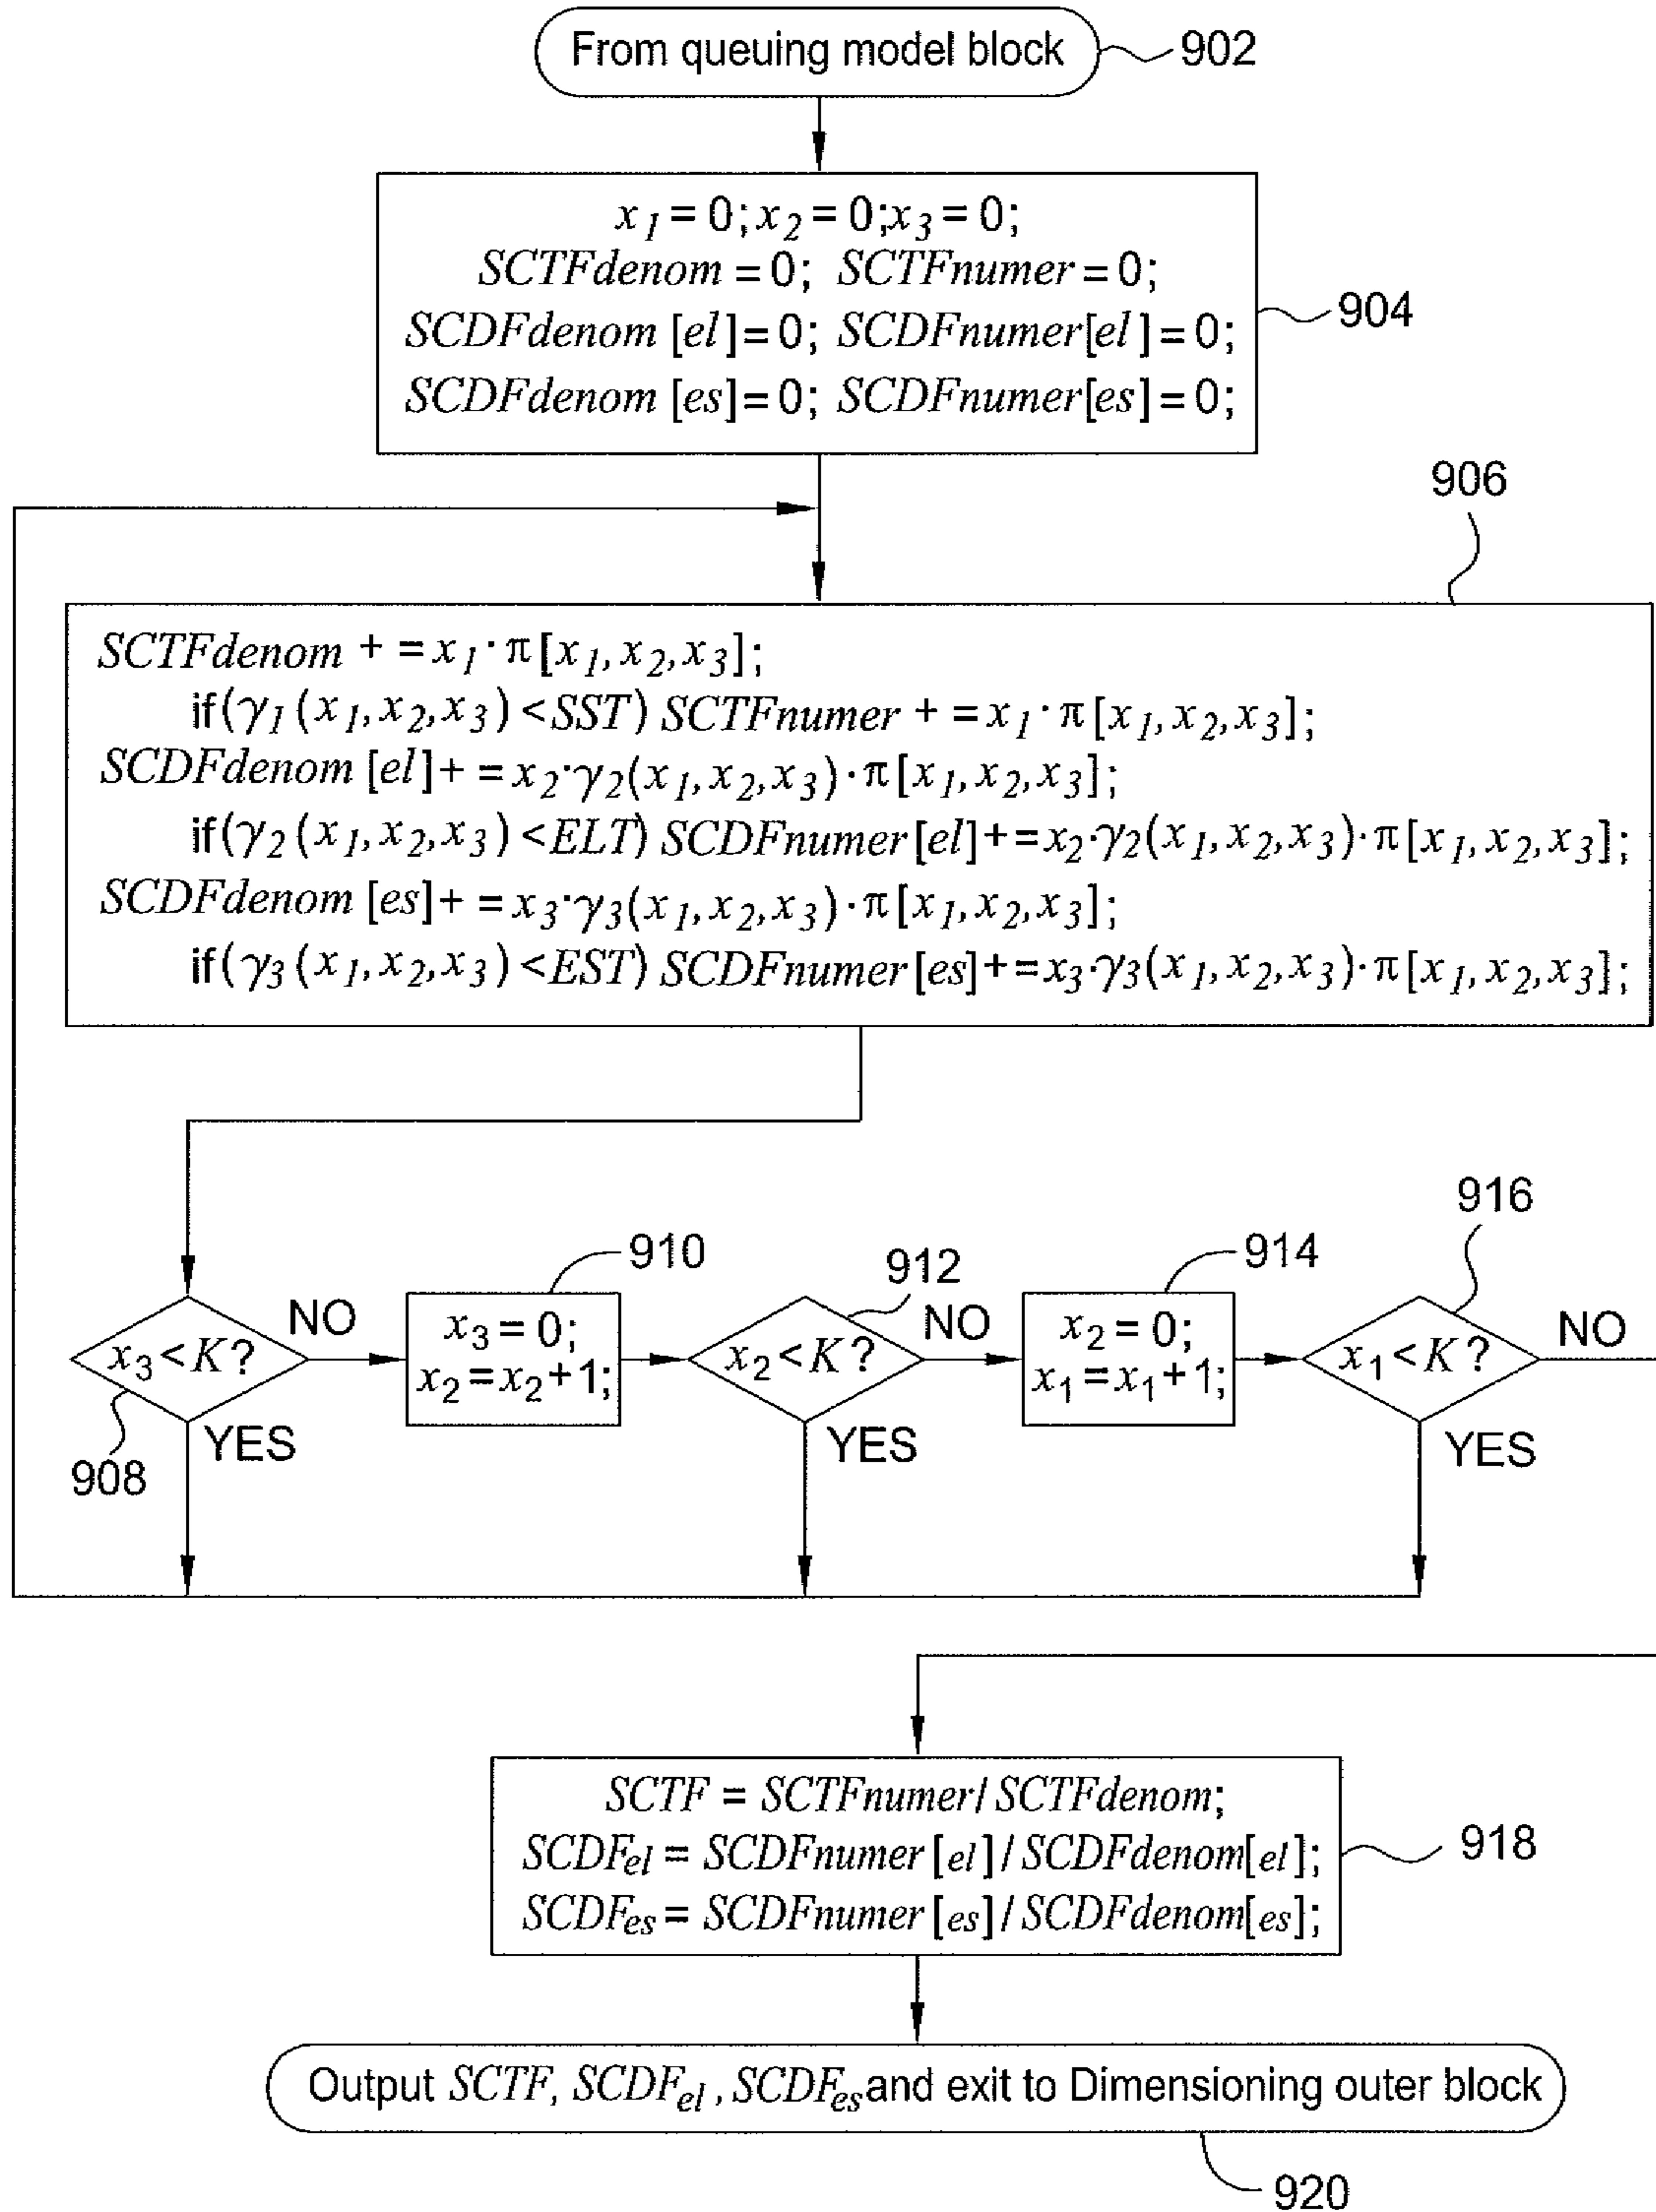 From queuing model block
902
x1 = 0; x2 = 0; x3 = 0;
SCTFdenom = 0; SCTFnumer = 0;
SCDFdenom [el] = 0; SCDFnumer[el] = 0;
SCDFdenom [es] = 0; SCDFnumer[es] = 0;
904
906
SCTFdenom + = x1 · π[x1, x2, x3];
if(γ1 (x1, x2, x3) < SST) SCTFnumer + = x1 · π[x1, x2, x3];
SCDFdenom [el] + = x2·γ2(x1, x2, x3) · π[x1, x2, x3];
if(γ2 (x1, x2, x3) < ELT) SCDFnumer [el] + = x2·γ2(x1, x2, x3) · π[x1, x2, x3];
SCDFdenom [es] + = x3·γ3(x1, x2, x3) · π[x1, x2, x3];
if(γ3 (x1, x2, x3) < EST) SCDFnumer [es] + = x3·γ3(x1, x2, x3) · π[x1, x2, x3];
x3 < K?
NO
YES
908
910
x3 = 0;
x2 = x2 + 1;
912
x2 < K?
NO
YES
914
x2 = 0;
x1 = x1 + 1;
916
x1 < K?
NO
YES
SCTF = SCTFnumer / SCTFdenom;
SCDFel = SCDFnumer [el] / SCDFdenom[el];
SCDFes = SCDFnumer [es] / SCDFdenom[es];
918
Output SCTF, SCDFel, SCDFes and exit to Dimensioning outer block
920